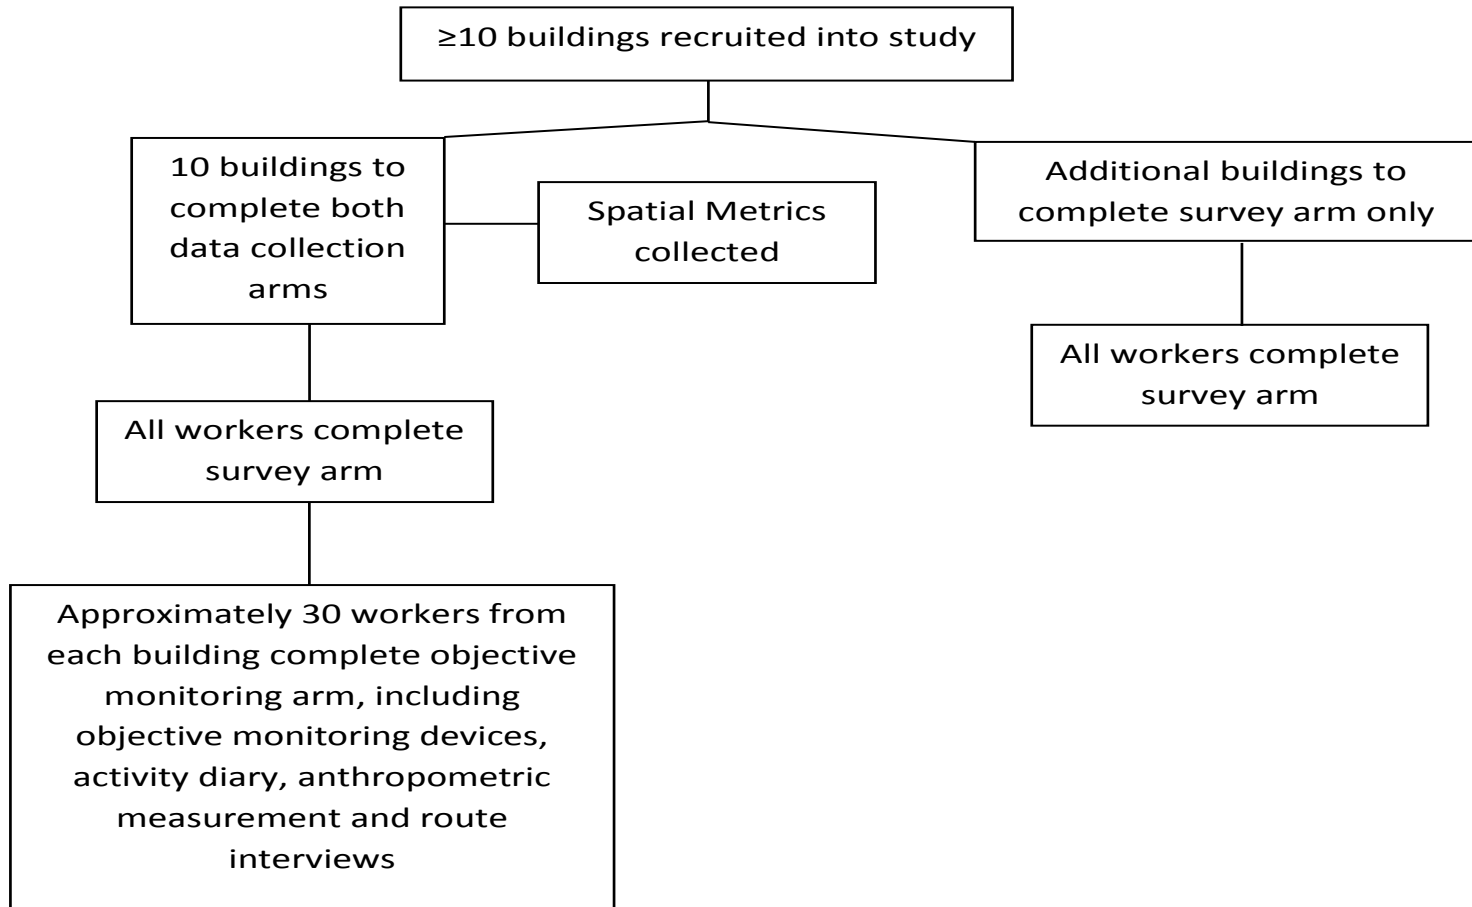 ≥10 buildings recruited into study
10 buildings to
complete both
data collection
arms
Spatial Metrics
collected
Additional buildings to
complete survey arm only
All workers complete
survey arm
All workers complete
survey arm
Approximately 30 workers from
each building complete objective
monitoring arm, including
objective monitoring devices,
activity diary, anthropometric
measurement and route
interviews